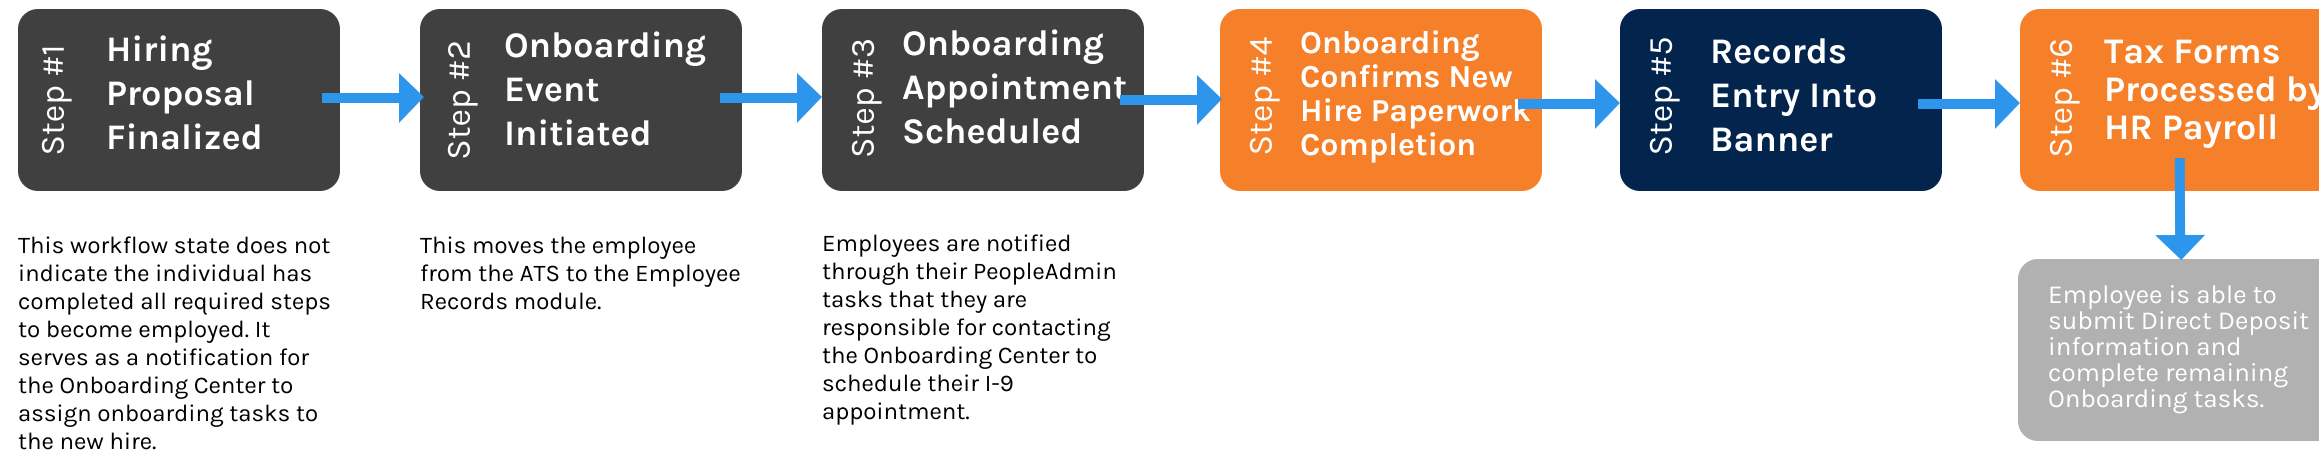 Step #1
Hiring
Proposal
Finalized
This workflow state does not
indicate the individual has
completed all required steps
to become employed. It
serves as a notification for
the Onboarding Center to
assign onboarding tasks to
the new hire.
Step #2
Onboarding
Event
Initiated
This moves the employee
from the ATS to the Employee
Records module.
Step #3
Onboarding
Appointment
Scheduled
Employees are notified
through their PeopleAdmin
tasks that they are
responsible for contacting
the Onboarding Center to
schedule their I-9
appointment.
Step #4
Onboarding
Confirms New
Hire Paperwork
Completion
Step #5
Records
Entry Into
Banner
Step #6
Tax Forms
Processed by
HR Payroll
Employee is able to
submit Direct Deposit
information and
complete remaining
Onboarding tasks.